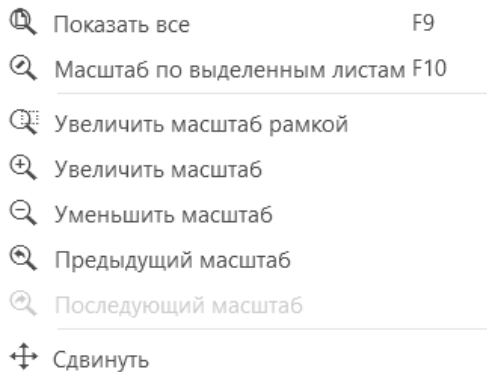 Показать все F9
Масштаб по выделенным листам F10
Увеличить масштаб рамкой
Увеличить масштаб
Уменьшить масштаб
Предыдущий масштаб
Последующий масштаб
Сдвинуть